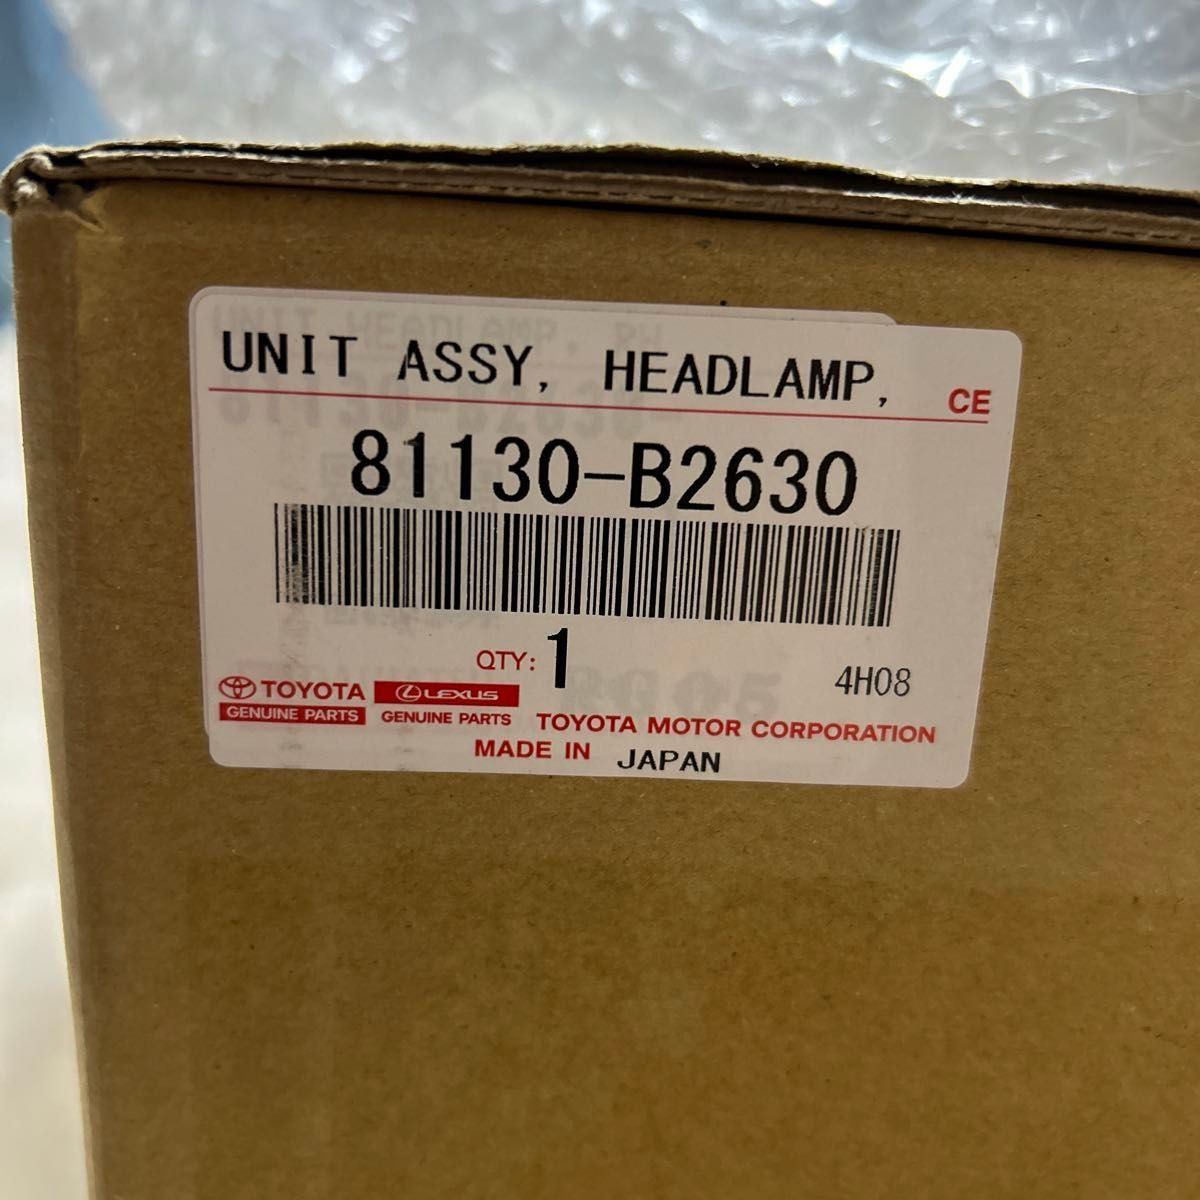 UNIT ASSY, HEADLAMP,
CE
81130-B2630
QTY: 1
4H08
TOYOTA LEXUS
GENUINE PARTS GENUINE PARTS TOYOTA MOTOR CORPORATION
MADE IN JAPAN